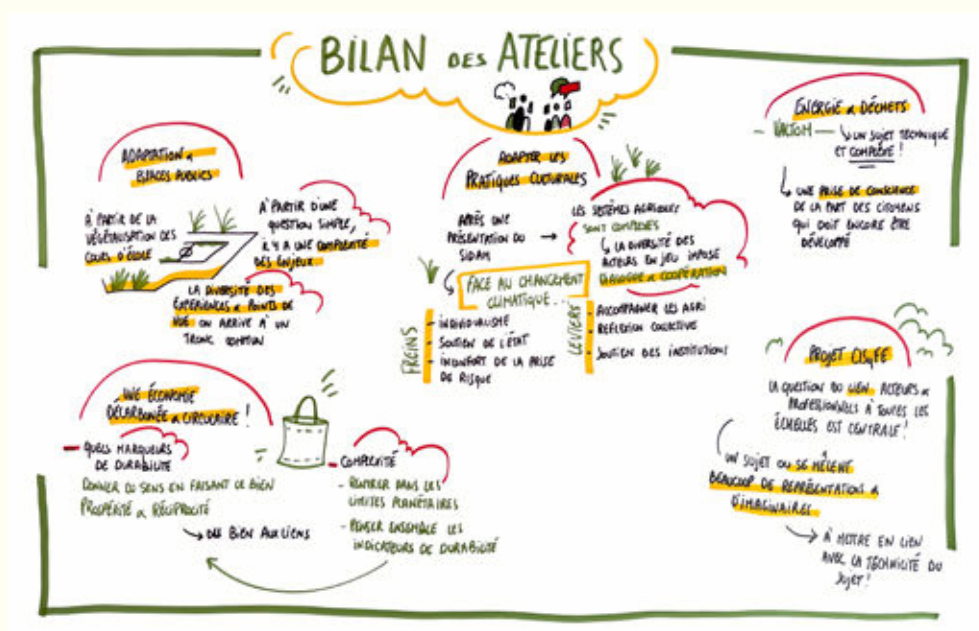 BILAN DES ATELIERS
ADAPTATION &
ESPACES PUBLICS
À PARTIR DE LA
VÉGÉTALISATION DES
COURS D'ÉCOLE
À PARTIR D'UNE
QUESTION SIMPLE,
IL Y A UNE COMPLEXITÉ
DES ENJEUX
LA DIVERSITÉ DES
EXPÉRIENCES & POINTS DE
VUE ON ARRIVE À UN
TRONC COMMUN
UNE ÉCONOMIE
DÉCARBONÉE & CIRCULAIRE !
QUELS MARQUEURS
DE DURABILITÉ
DONNER DU SENS EN FAISANT CE BIEN
PROSPÉRITÉ & RÉCIPROCITÉ
DES BIEN AUX LIENS
COMPLEXITÉ
- RENTRER DANS LES
LIMITES PLANÉTAIRES
- PENSER ENSEMBLE LES
INDICATEURS DE DURABILITÉ
ADAPTER LES
PRATIQUES CULTURALES
APRÈS UNE
PRÉSENTATION DU
SIDAM
LES SYSTÈMES AGRICOLES
SONT COMPLEXES
LA DIVERSITÉ DES
ACTEURS EN JEU IMPOSE
DIALOGUE & COOPÉRATION
FACE AU CHANGEMENT
CLIMATIQUE...
FREINS
- INDIVIDUALISME
- SOUTIEN DE L'ÉTAT
- INCONFORT DE LA PRISE
DE RISQUE
LEVIERS
- ACCOMPAGNER LES AGRI
- RÉFLEXION COLLECTIVE
- SOUTIEN DES INSTITUTIONS
ÉNERGIE & DÉCHETS
- VALTOM -
UN SUJET TECHNIQUE
ET COMPLEXE !
UNE PRISE DE CONSCIENCE
DE LA PART DES CITOYENS
QUI DOIT ENCORE ÊTRE
DÉVELOPPÉ
PROJET CISYFE
LA QUESTION DU LIEN ACTEURS &
PROFESSIONNELS À TOUTES LES
ÉCHELLES EST CENTRALE !
UN SUJET OU SE MÊLENT
BEAUCOUP DE REPRÉSENTATIONS &
D'IMAGINAIRES
À METTRE EN LIEN
AVEC LA TECHNICITÉ DU
SUJET !